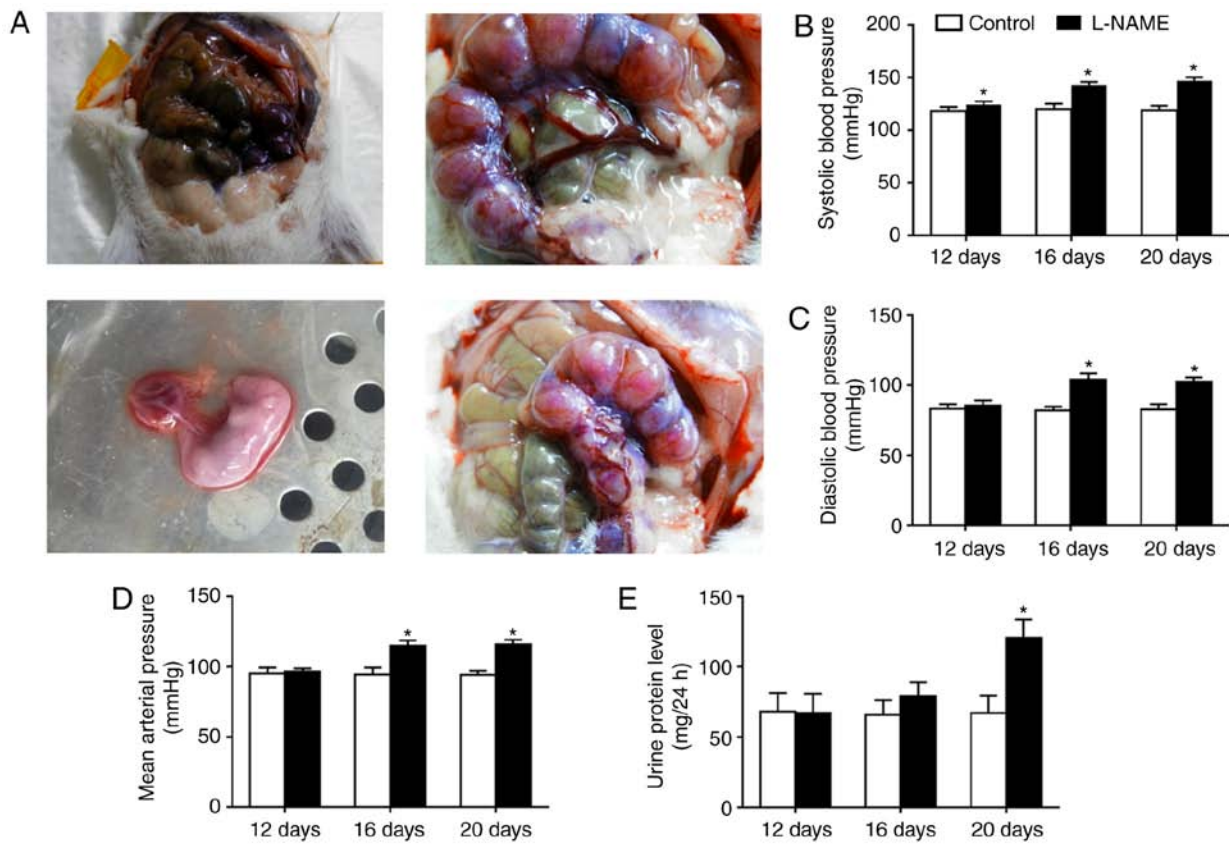 A
B
Control L-NAME
Systolic blood pressure
(mmHg)
200
150
100
50
0
* * *
12 days 16 days 20 days
C
Diastolic blood pressure
(mmHg)
150
100
50
0
* *
12 days 16 days 20 days
D
Mean arterial pressure
(mmHg)
150
100
50
0
* *
12 days 16 days 20 days
E
Urine protein level
(mg/24 h)
150
100
50
0
*
12 days 16 days 20 days